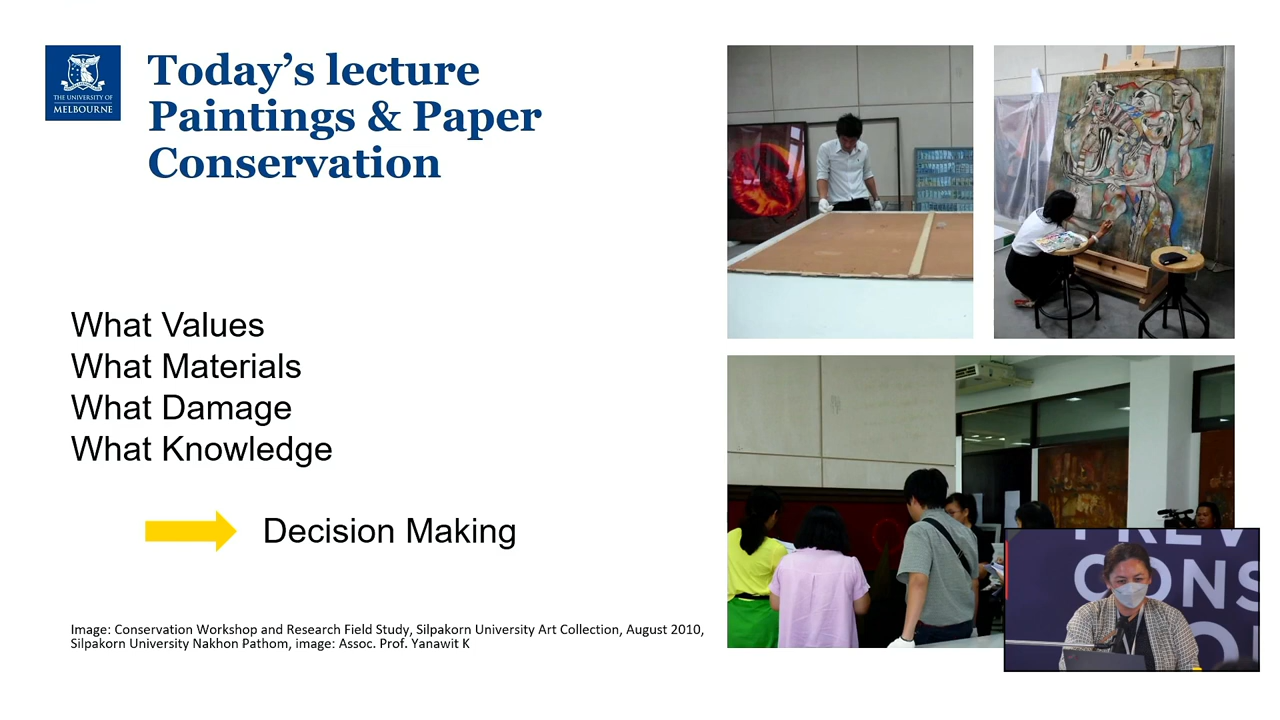 THE UNIVERSITY OF
MELBOURNE
Today's lecture
Paintings & Paper
Conservation
What Values
What Materials
What Damage
What Knowledge
Decision Making
Image: Conservation Workshop and Research Field Study, Silpakorn University Art Collection, August 2010,
Silpakorn University Nakhon Pathom, image: Assoc. Prof. Yanawit K
CONS